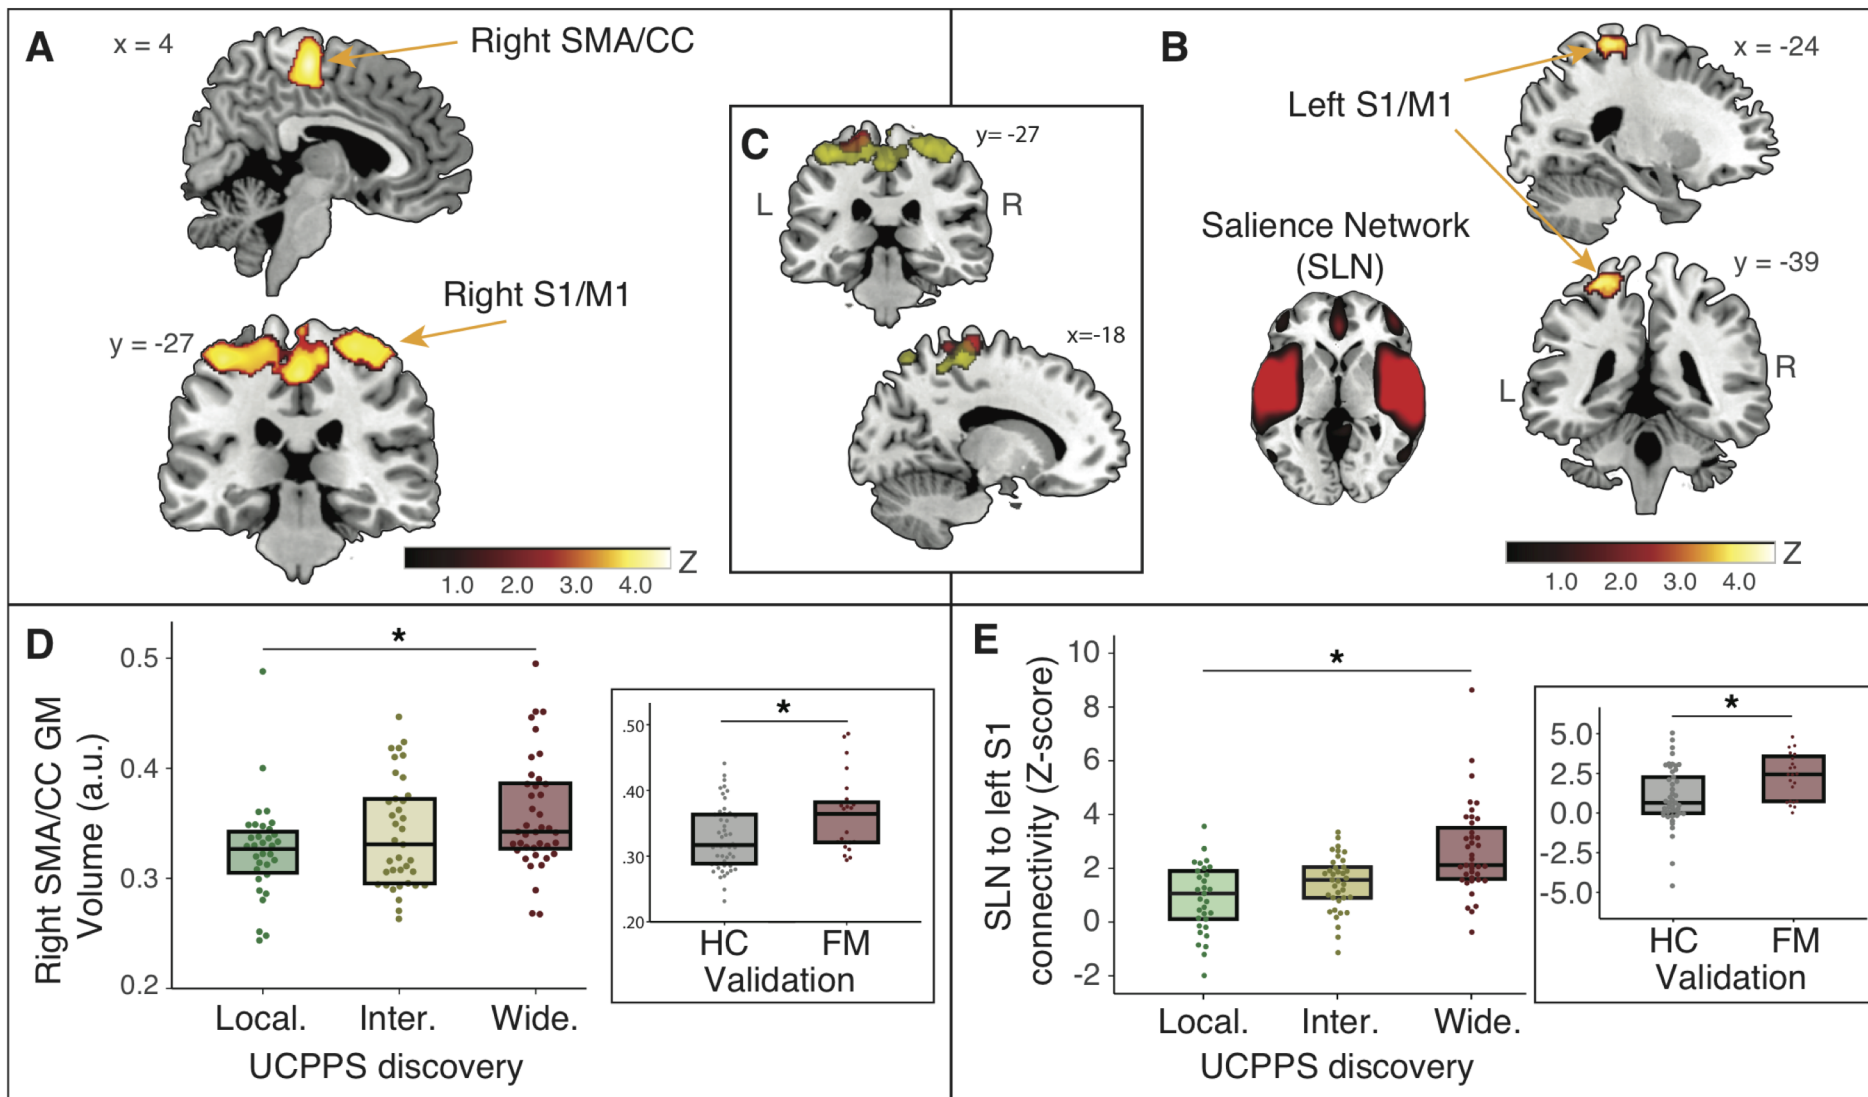 A
x = 4
Right SMA/CC
Right S1/M1
y = -27
Z
1.0 2.0 3.0 4.0
B
x = -24
Left S1/M1
Salience Network
(SLN)
y = -39
L
R
Z
1.0 2.0 3.0 4.0
C
y= -27
L
R
x=-18
D
*
0.5
0.4
0.3
0.2
Right SMA/CC GM
Volume (a.u.)
Local. Inter. Wide.
UCPPS discovery
*
.50
.40
.30
.20
HC FM
Validation
E
*
10
8
6
4
2
0
-2
SLN to left S1
connectivity (Z-score)
Local. Inter. Wide.
UCPPS discovery
*
5.0
2.5
0.0
-2.5
-5.0
HC FM
Validation